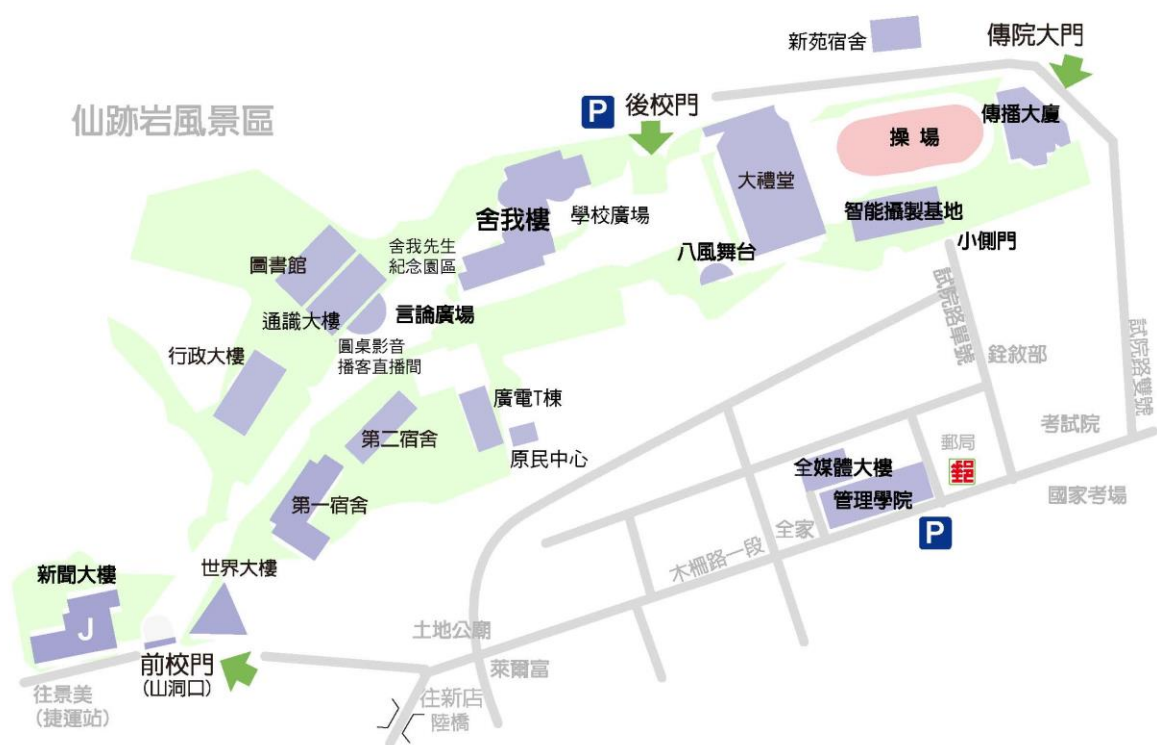 新苑宿舍
傳院大門
仙跡岩風景區
P
後校門
傳播大廈
操 場
大禮堂
舍我樓
學校廣場
智能攝製基地
小側門
舍我先生
紀念園區
八風舞台
圖書館
言論廣場
通識大樓
圓桌影音
播客直播間
行政大樓
試院路單號
銓敘部
試院路雙號
廣電T棟
考試院
第二宿舍
原民中心
郵局
郵
全媒體大樓
管理學院
國家考場
第一宿舍
全家
P
木柵路一段
世界大樓
新聞大樓
J
土地公廟
前校門
(山洞口)
萊爾富
往景美
(捷運站)
住新店
陸橋